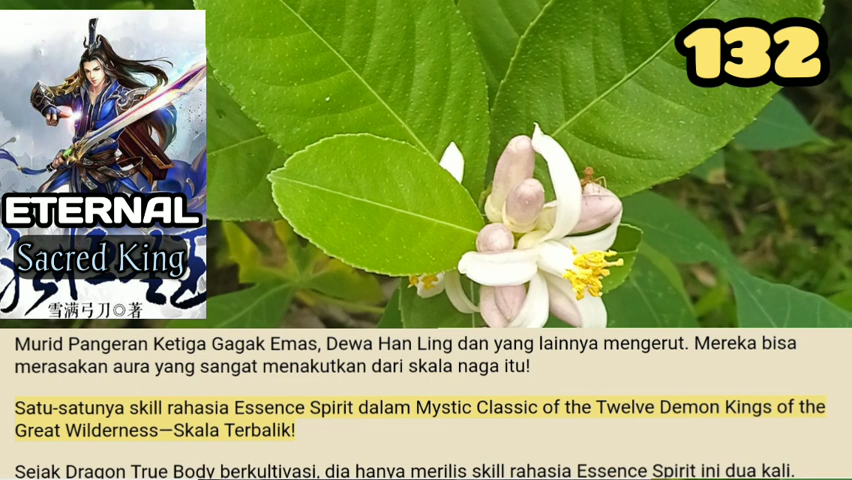 132
ETERNAL
Sacred King
雪满弓刀◎著
Murid Pangeran Ketiga Gagak Emas, Dewa Han Ling dan yang lainnya mengerut. Mereka bisa
merasakan aura yang sangat menakutkan dari skala naga itu!
Satu-satunya skill rahasia Essence Spirit dalam Mystic Classic of the Twelve Demon Kings of the
Great Wilderness—Skala Terbalik!
Sejak Dragon True Body berkultivasi, dia hanya merilis skill rahasia Essence Spirit ini dua kali.